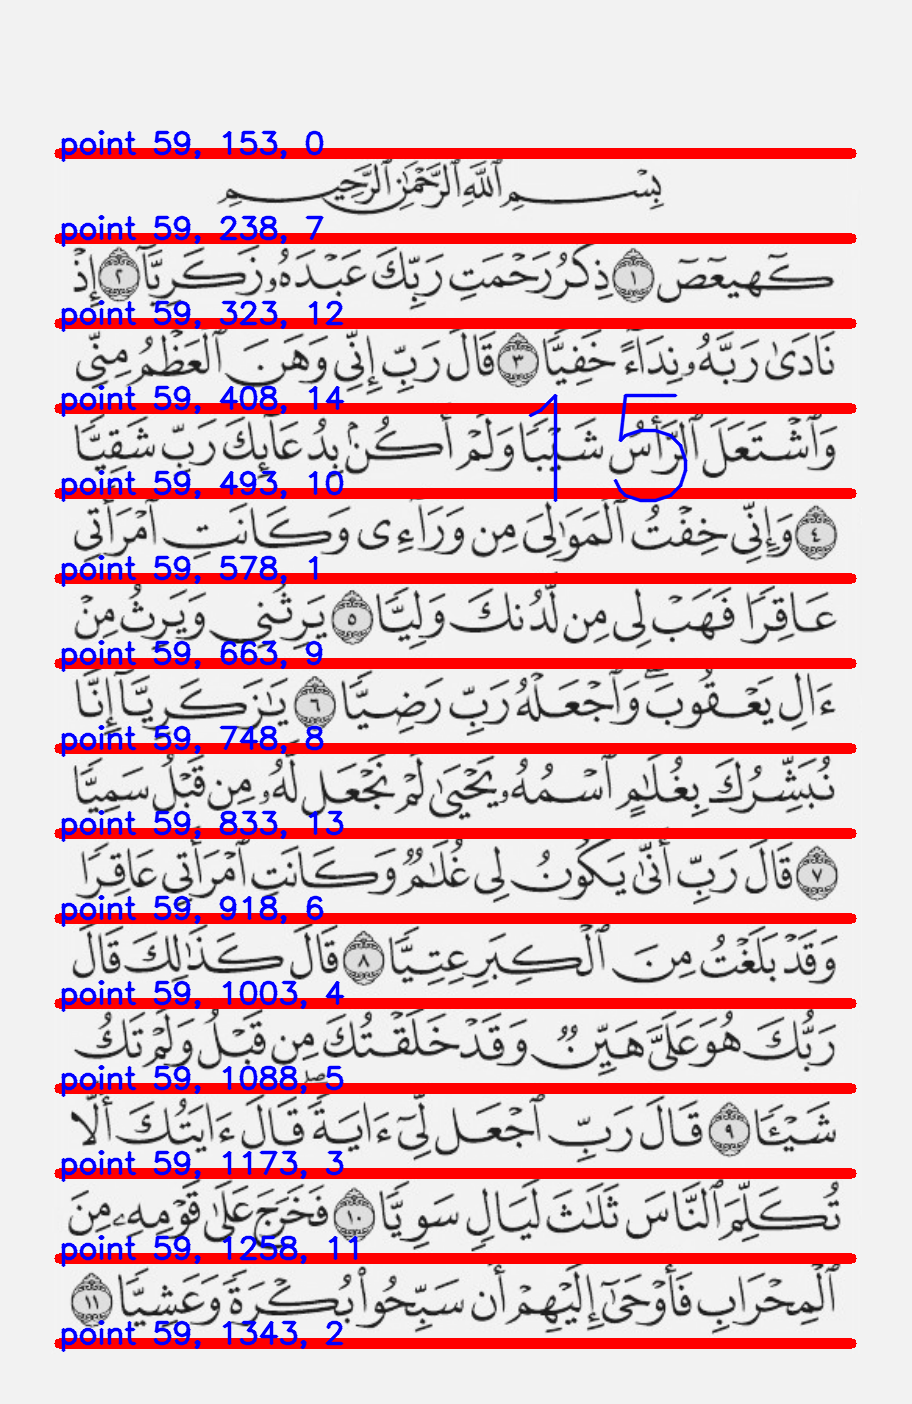 point 59, 153, 0
بِسْمِ ٱللَّهِ ٱلرَّحْمَٰنِ ٱلرَّحِيمِ
point 59, 238, 7
كٓهيعٓصٓ ١ ذِكْرُ رَحْمَتِ رَبِّكَ عَبْدَهُۥ زَكَرِيَّآ ٢ إِذْ
point 59, 323, 12
نَادَىٰ رَبَّهُۥ نِدَآءً خَفِيًّا ٣ قَالَ رَبِّ إِنِّي وَهَنَ ٱلْعَظْمُ مِنِّي
point 59, 408, 14
15
وَٱشْتَعَلَ ٱلرَّأْسُ شَيْبًا وَلَمْ أَكُنۢ بِدُعَآئِكَ رَبِّ شَقِيًّا
point 59, 493, 10
٤ وَإِنِّي خِفْتُ ٱلْمَوَٰلِيَ مِن وَرَآءِي وَكَانَتِ ٱمْرَأَتِي
point 59, 578, 1
عَاقِرًا فَهَبْ لِي مِن لَّدُنكَ وَلِيًّا ٥ يَرِثُنِي وَيَرِثُ مِنْ
point 59, 663, 9
ءَالِ يَعْقُوبَۖ وَٱجْعَلْهُ رَبِّ رَضِيًّا ٦ يَٰزَكَرِيَّآ إِنَّا
point 59, 748, 8
نُبَشِّرُكَ بِغُلَٰمٍ ٱسْمُهُۥ يَحْيَىٰ لَمْ نَجْعَل لَّهُۥ مِن قَبْلُ سَمِيًّا
point 59, 833, 13
٧ قَالَ رَبِّ أَنَّىٰ يَكُونُ لِي غُلَٰمٌ وَكَانَتِ ٱمْرَأَتِي عَاقِرًا
point 59, 918, 6
وَقَدْ بَلَغْتُ مِنَ ٱلْكِبَرِ عِتِيًّا ٨ قَالَ كَذَٰلِكَ قَالَ
point 59, 1003, 4
رَبُّكَ هُوَ عَلَيَّ هَيِّنٌ وَقَدْ خَلَقْتُكَ مِن قَبْلُ وَلَمْ تَكُ
point 59, 1088, 5
شَيْـًٔا ٩ قَالَ رَبِّ ٱجْعَل لِّيٓ ءَايَةًۖ قَالَ ءَايَتُكَ أَلَّا
point 59, 1173, 3
تُكَلِّمَ ٱلنَّاسَ ثَلَٰثَ لَيَالٍ سَوِيًّا ١٠ فَخَرَجَ عَلَىٰ قَوْمِهِۦ مِنَ
point 59, 1258, 11
ٱلْمِحْرَابِ فَأَوْحَىٰٓ إِلَيْهِمْ أَن سَبِّحُوا۟ بُكْرَةً وَعَشِيًّا ١١
point 59, 1343, 2